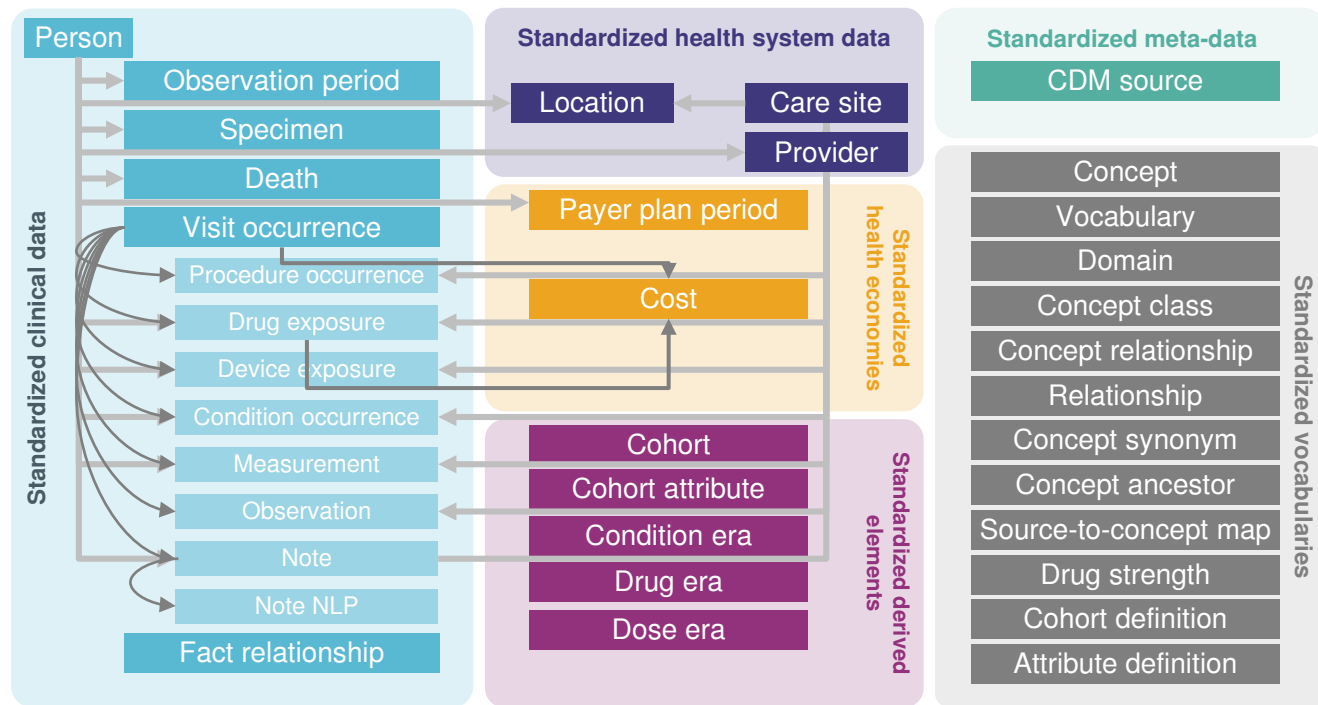 Standardized clinical data
Person
Observation period
Specimen
Death
Visit occurrence
Procedure occurrence
Drug exposure
Device exposure
Condition occurrence
Measurement
Observation
Note
Note NLP
Fact relationship
Standardized health system data
Location
Care site
Provider
Payer plan period
Cost
Standardized
health economies
Cohort
Cohort attribute
Condition era
Drug era
Dose era
Standardized derived
elements
Standardized meta-data
CDM source
Concept
Vocabulary
Domain
Concept class
Concept relationship
Relationship
Concept synonym
Concept ancestor
Source-to-concept map
Drug strength
Cohort definition
Attribute definition
Standardized vocabularies